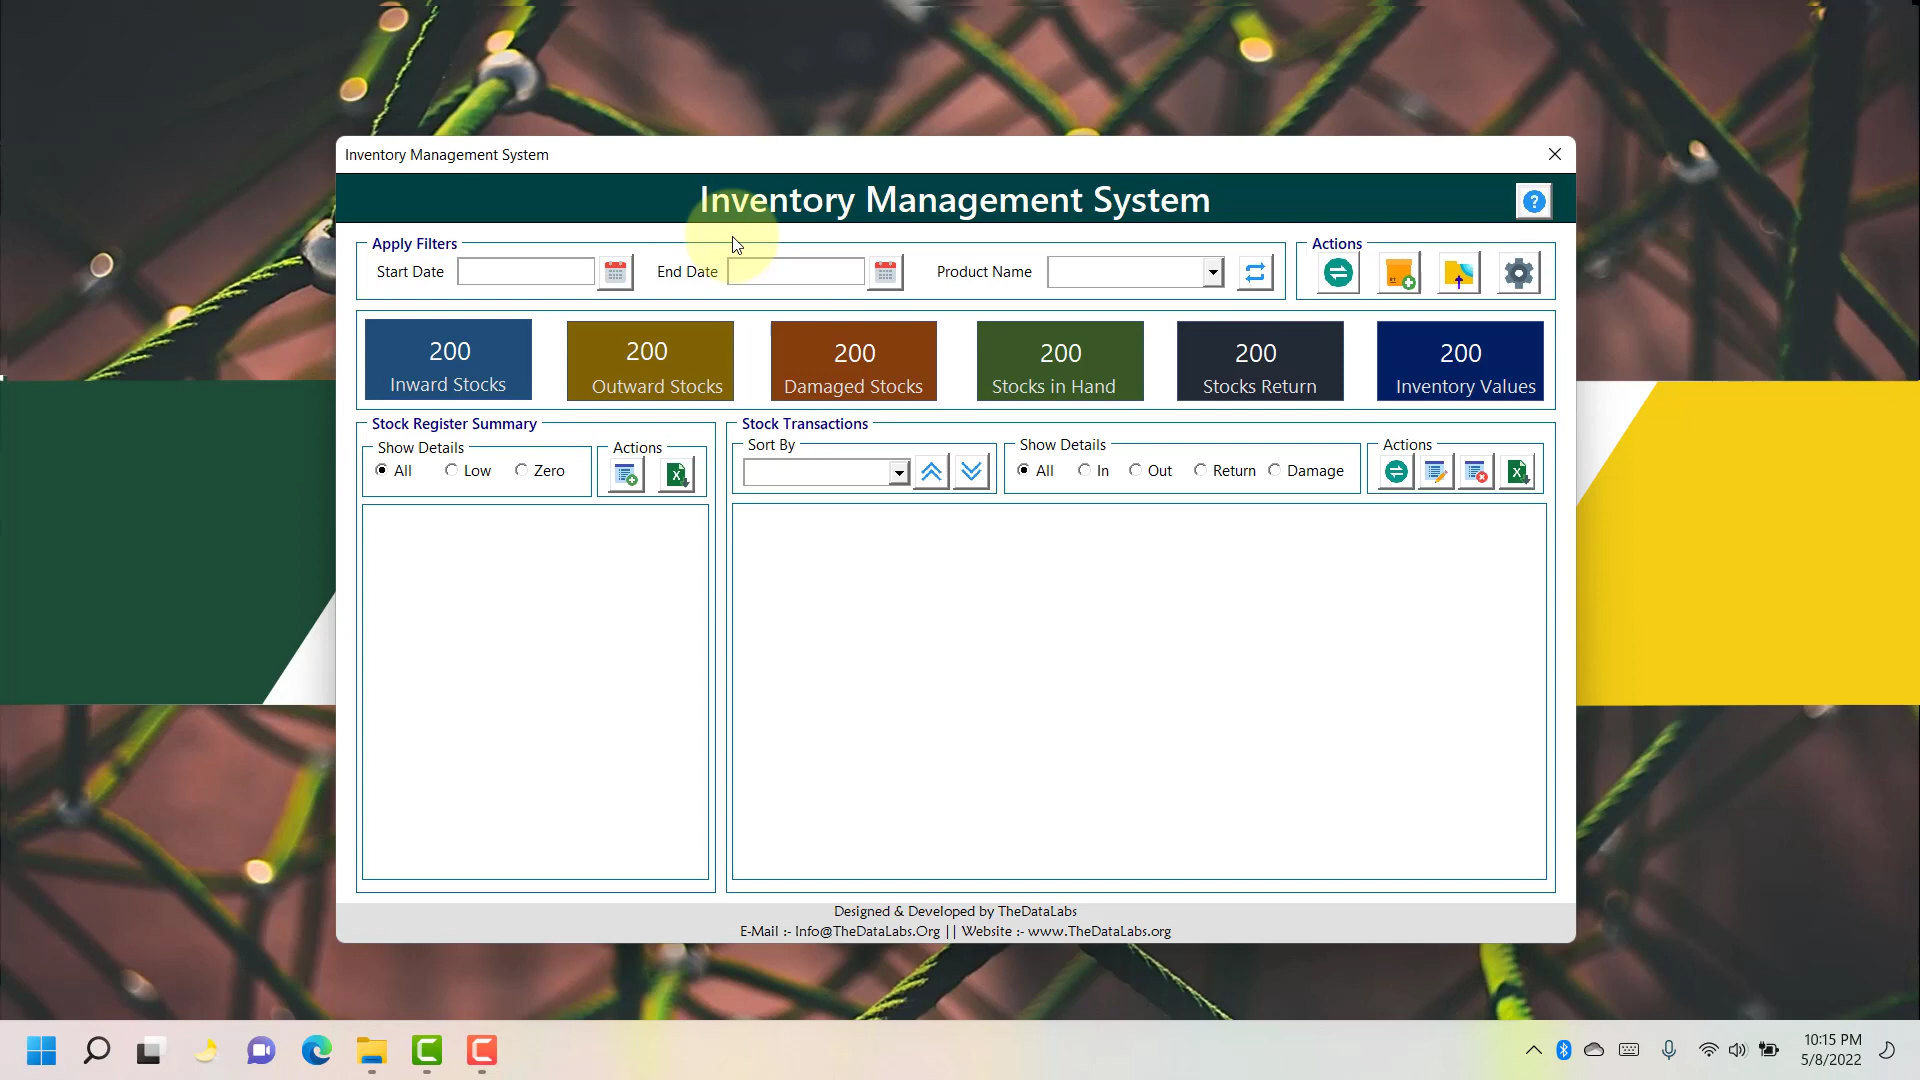 Inventory Management System
Inventory Management System
?
Apply Filters
Start Date
End Date
Product Name
Actions
200
Inward Stocks
200
Outward Stocks
200
Damaged Stocks
200
Stocks in Hand
200
Stocks Return
200
Inventory Values
Stock Register Summary
Show Details
All Low Zero
Actions
Stock Transactions
Sort By
Show Details
All In Out Return Damage
Actions
Designed & Developed by TheDataLabs
E-Mail :- Info@TheDataLabs.Org || Website :- www.TheDataLabs.org
10:15 PM
5/8/2022